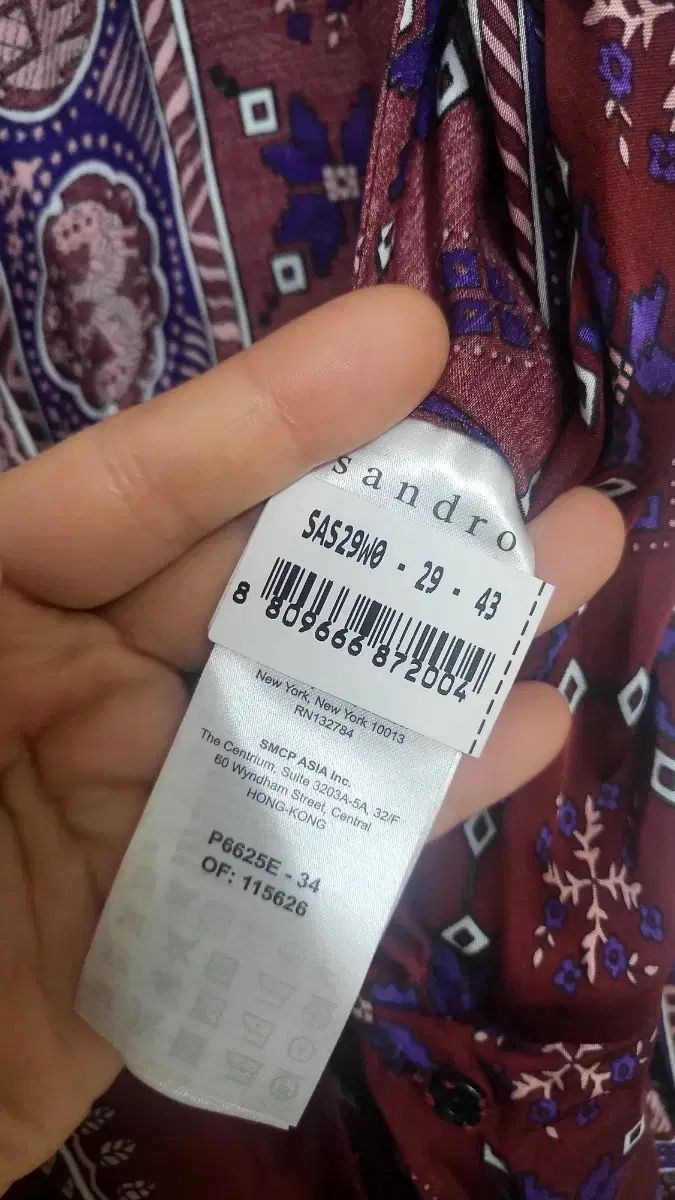 sandro
SAS29W0 - 29 - 43
8 809666 872004
New York, New York 10013
RN132784
SMCP ASIA Inc.
The Centrium, Suite 3203A-5A, 32/F
60 Wyndham Street, Central
HONG-KONG
P6625E - 34
OF: 115626